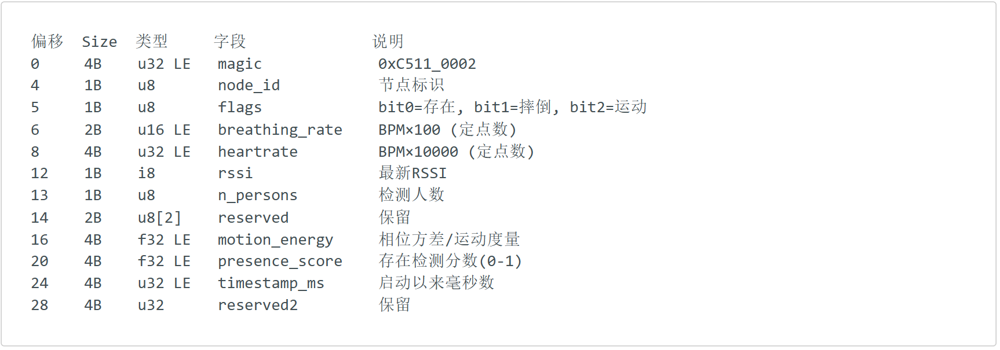 偏移 Size 类型 字段 说明
0 4B u32 LE magic 0xC511_0002
4 1B u8 node_id 节点标识
5 1B u8 flags bit0=存在, bit1=摔倒, bit2=运动
6 2B u16 LE breathing_rate BPM×100 (定点数)
8 4B u32 LE heartrate BPM×10000 (定点数)
12 1B i8 rssi 最新RSSI
13 1B u8 n_persons 检测人数
14 2B u8[2] reserved 保留
16 4B f32 LE motion_energy 相位方差/运动度量
20 4B f32 LE presence_score 存在检测分数(0-1)
24 4B u32 LE timestamp_ms 启动以来毫秒数
28 4B u32 reserved2 保留